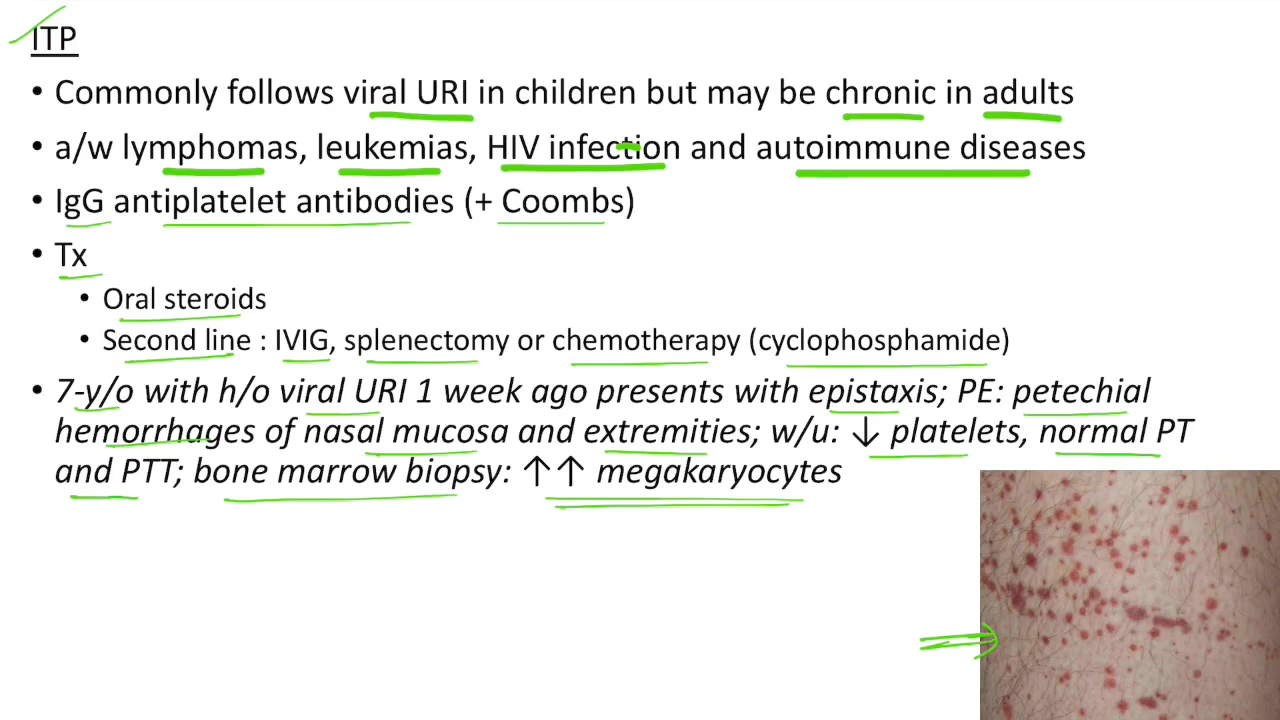 ITP
• Commonly follows viral URI in children but may be chronic in adults
• a/w lymphomas, leukemias, HIV infection and autoimmune diseases
• IgG antiplatelet antibodies (+ Coombs)
• Tx
• Oral steroids
• Second line : IVIG, splenectomy or chemotherapy (cyclophosphamide)
• 7-y/o with h/o viral URI 1 week ago presents with epistaxis; PE: petechial
hemorrhages of nasal mucosa and extremities; w/u: ↓ platelets, normal PT
and PTT; bone marrow biopsy: ↑↑ megakaryocytes